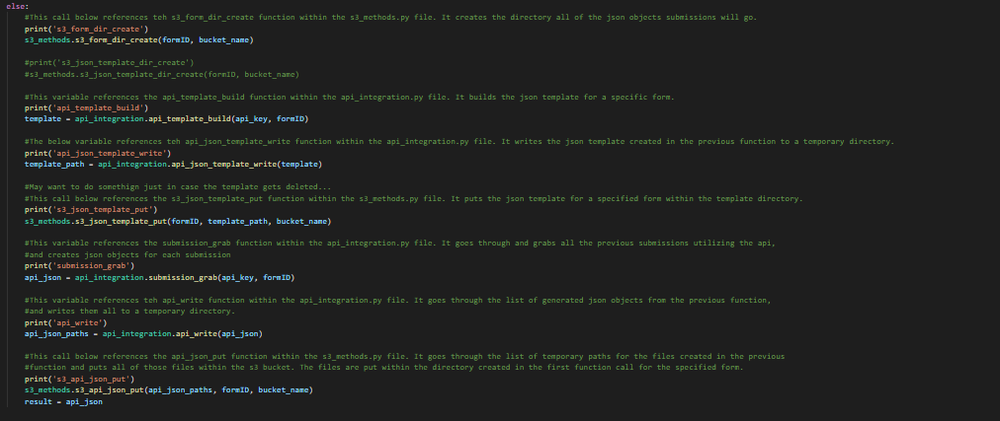 else:
#This call below references teh s3_form_dir_create function within the s3_methods.py file. It creates the directory all of the json objects submissions will go.
print('s3_form_dir_create')
s3_methods.s3_form_dir_create(formID, bucket_name)
#print('s3_json_template_dir_create')
#s3_methods.s3_json_template_dir_create(formID, bucket_name)
#This variable references the api_template_build function within the api_integration.py file. It builds the json template for a specific form.
print('api_template_build')
template = api_integration.api_template_build(api_key, formID)
#The below variable references teh api_json_template_write function within the api_integration.py file. It writes the json template created in the previous function to a temporary directory.
print('api_json_template_write')
template_path = api_integration.api_json_template_write(template)
#May want to do somethign just in case the template gets deleted...
#This call below references the s3_json_template_put function within the s3_methods.py file. It puts the json template for a specified form within the template directory.
print('s3_json_template_put')
s3_methods.s3_json_template_put(formID, template_path, bucket_name)
#This variable references the submission_grab function within the api_integration.py file. It goes through and grabs all the previous submissions utilizing the api,
#and creates json objects for each submission
print('submission_grab')
api_json = api_integration.submission_grab(api_key, formID)
#This variable references teh api_write function within the api_integration.py file. It goes through the list of generated json objects from the previous function,
#and writes them all to a temporary directory.
print('api_write')
api_json_paths = api_integration.api_write(api_json)
#This call below references the api_json_put function within the s3_methods.py file. It goes through the list of temporary paths for the files created in the previous
#function and puts all of those files within the s3 bucket. The files are put within the directory created in the first function call for the specified form.
print('s3_api_json_put')
s3_methods.s3_api_json_put(api_json_paths, formID, bucket_name)
result = api_json